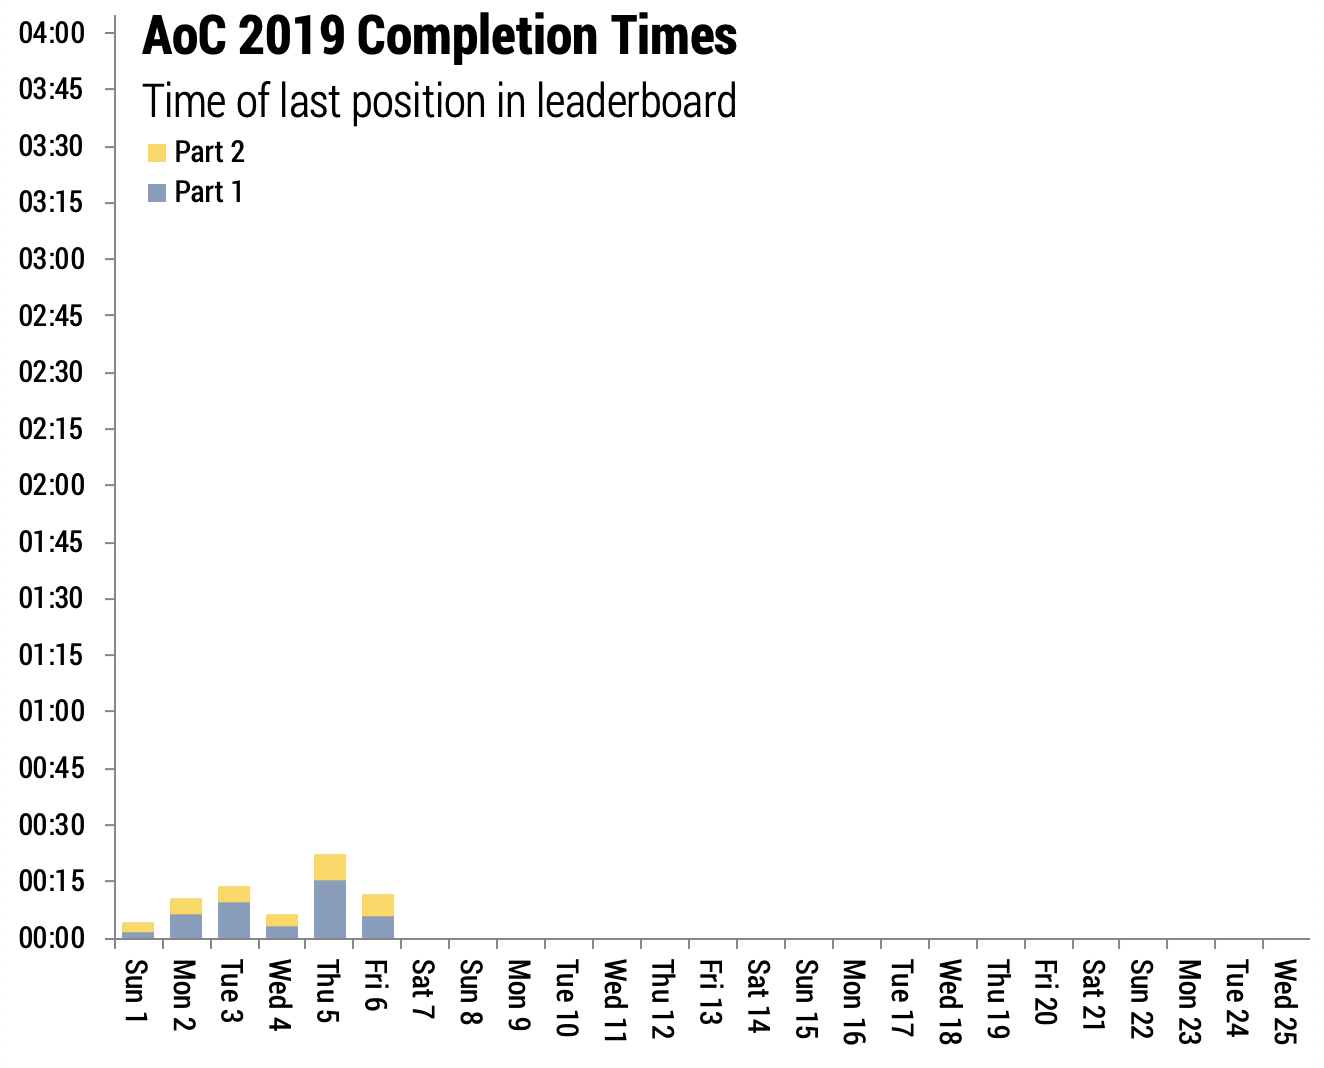 AoC 2019 Completion Times
Time of last position in leaderboard
Part 2
Part 1
04:00
03:45
03:30
03:15
03:00
02:45
02:30
02:15
02:00
01:45
01:30
01:15
01:00
00:45
00:30
00:15
00:00
Sun 1
Mon 2
Tue 3
Wed 4
Thu 5
Fri 6
Sat 7
Sun 8
Mon 9
Tue 10
Wed 11
Thu 12
Fri 13
Sat 14
Sun 15
Mon 16
Tue 17
Wed 18
Thu 19
Fri 20
Sat 21
Sun 22
Mon 23
Tue 24
Wed 25